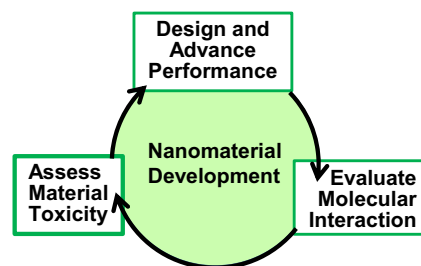 Design and
Advance
Performance
Nanomaterial
Development
Assess
Material
Toxicity
Evaluate
Molecular
Interaction